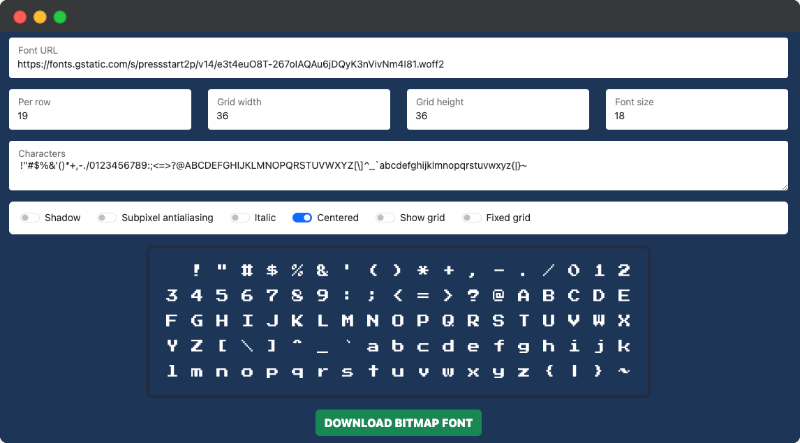 Font URL
https://fonts.gstatic.com/s/pressstart2p/v14/e3t4euO8T-267oIAQAu6jDQyK3nVivNm4I81.woff2
Per row Grid width Grid height Font size
19 36 36 18
Characters
!"#$%&'()*+,-./0123456789:;<=>?@ABCDEFGHIJKLMNOPQRSTUVWXYZ[\]^_`abcdefghijklmnopqrstuvwxyz{|}~
Shadow Subpixel antialiasing Italic Centered Show grid Fixed grid
! " # $ % & ' ( ) * + , - . / 0 1 2
3 4 5 6 7 8 9 : ; < = > ? @ A B C D E
F G H I J K L M N O P Q R S T U V W X
Y Z [ \ ] ^ _ ` a b c d e f g h i j k
l m n o p q r s t u v w x y z { | } ~
DOWNLOAD BITMAP FONT